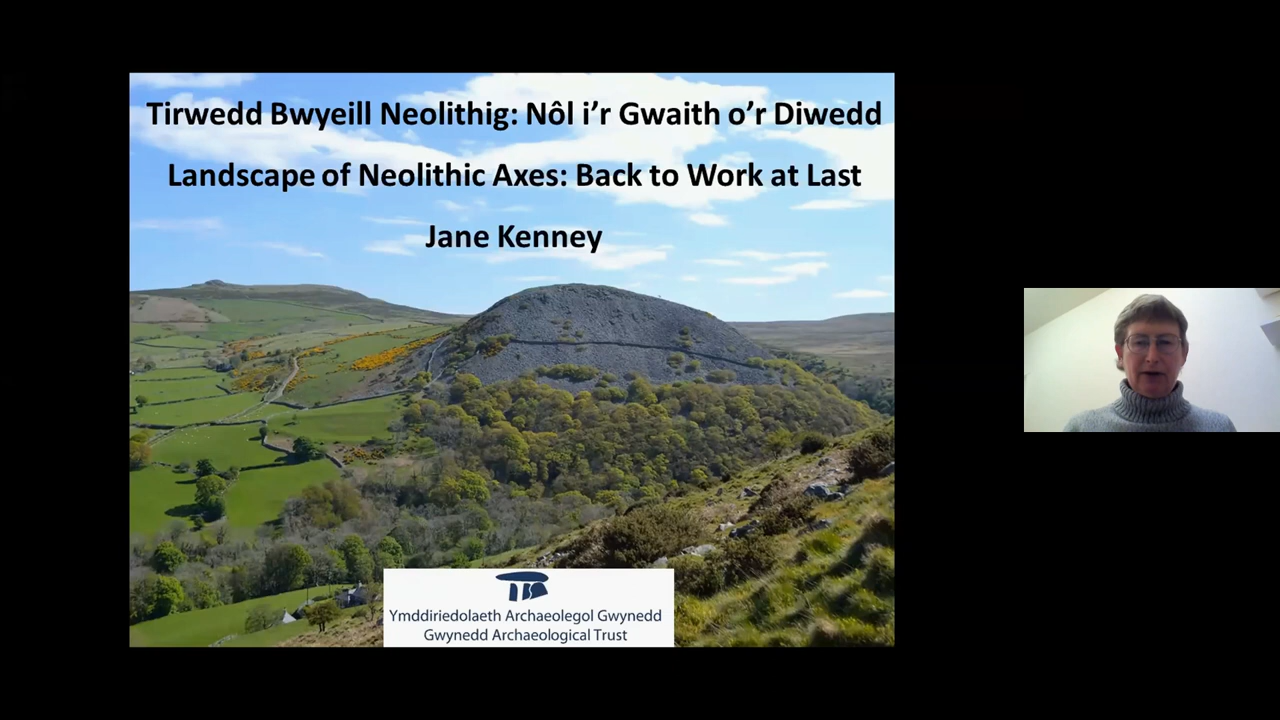 Tirwedd Bwyeill Neolithig: Nôl i’r Gwaith o’r Diwedd
Landscape of Neolithic Axes: Back to Work at Last
Jane Kenney
Ymddiriedolaeth Archaeolegol Gwynedd
Gwynedd Archaeological Trust